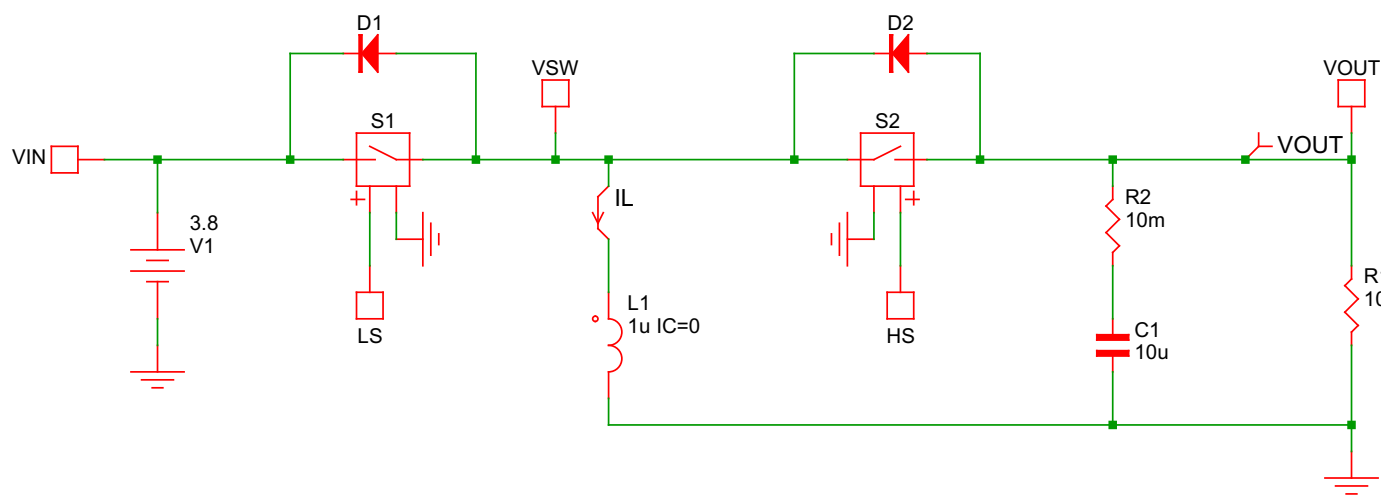 D1
D2
VSW
VOUT
S1
S2
VIN
VOUT
+
+
IL
R2
10m
3.8
V1
L1
1u IC=0
LS
HS
C1
10u